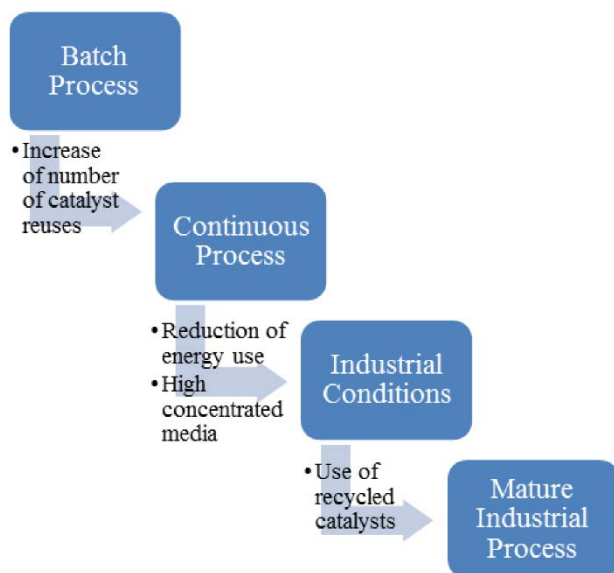 Batch
Process
•Increase
of number
of catalyst
reuses
Continuous
Process
•Reduction of
energy use
•High
concentrated
media
Industrial
Conditions
•Use of
recycled
catalysts
Mature
Industrial
Process